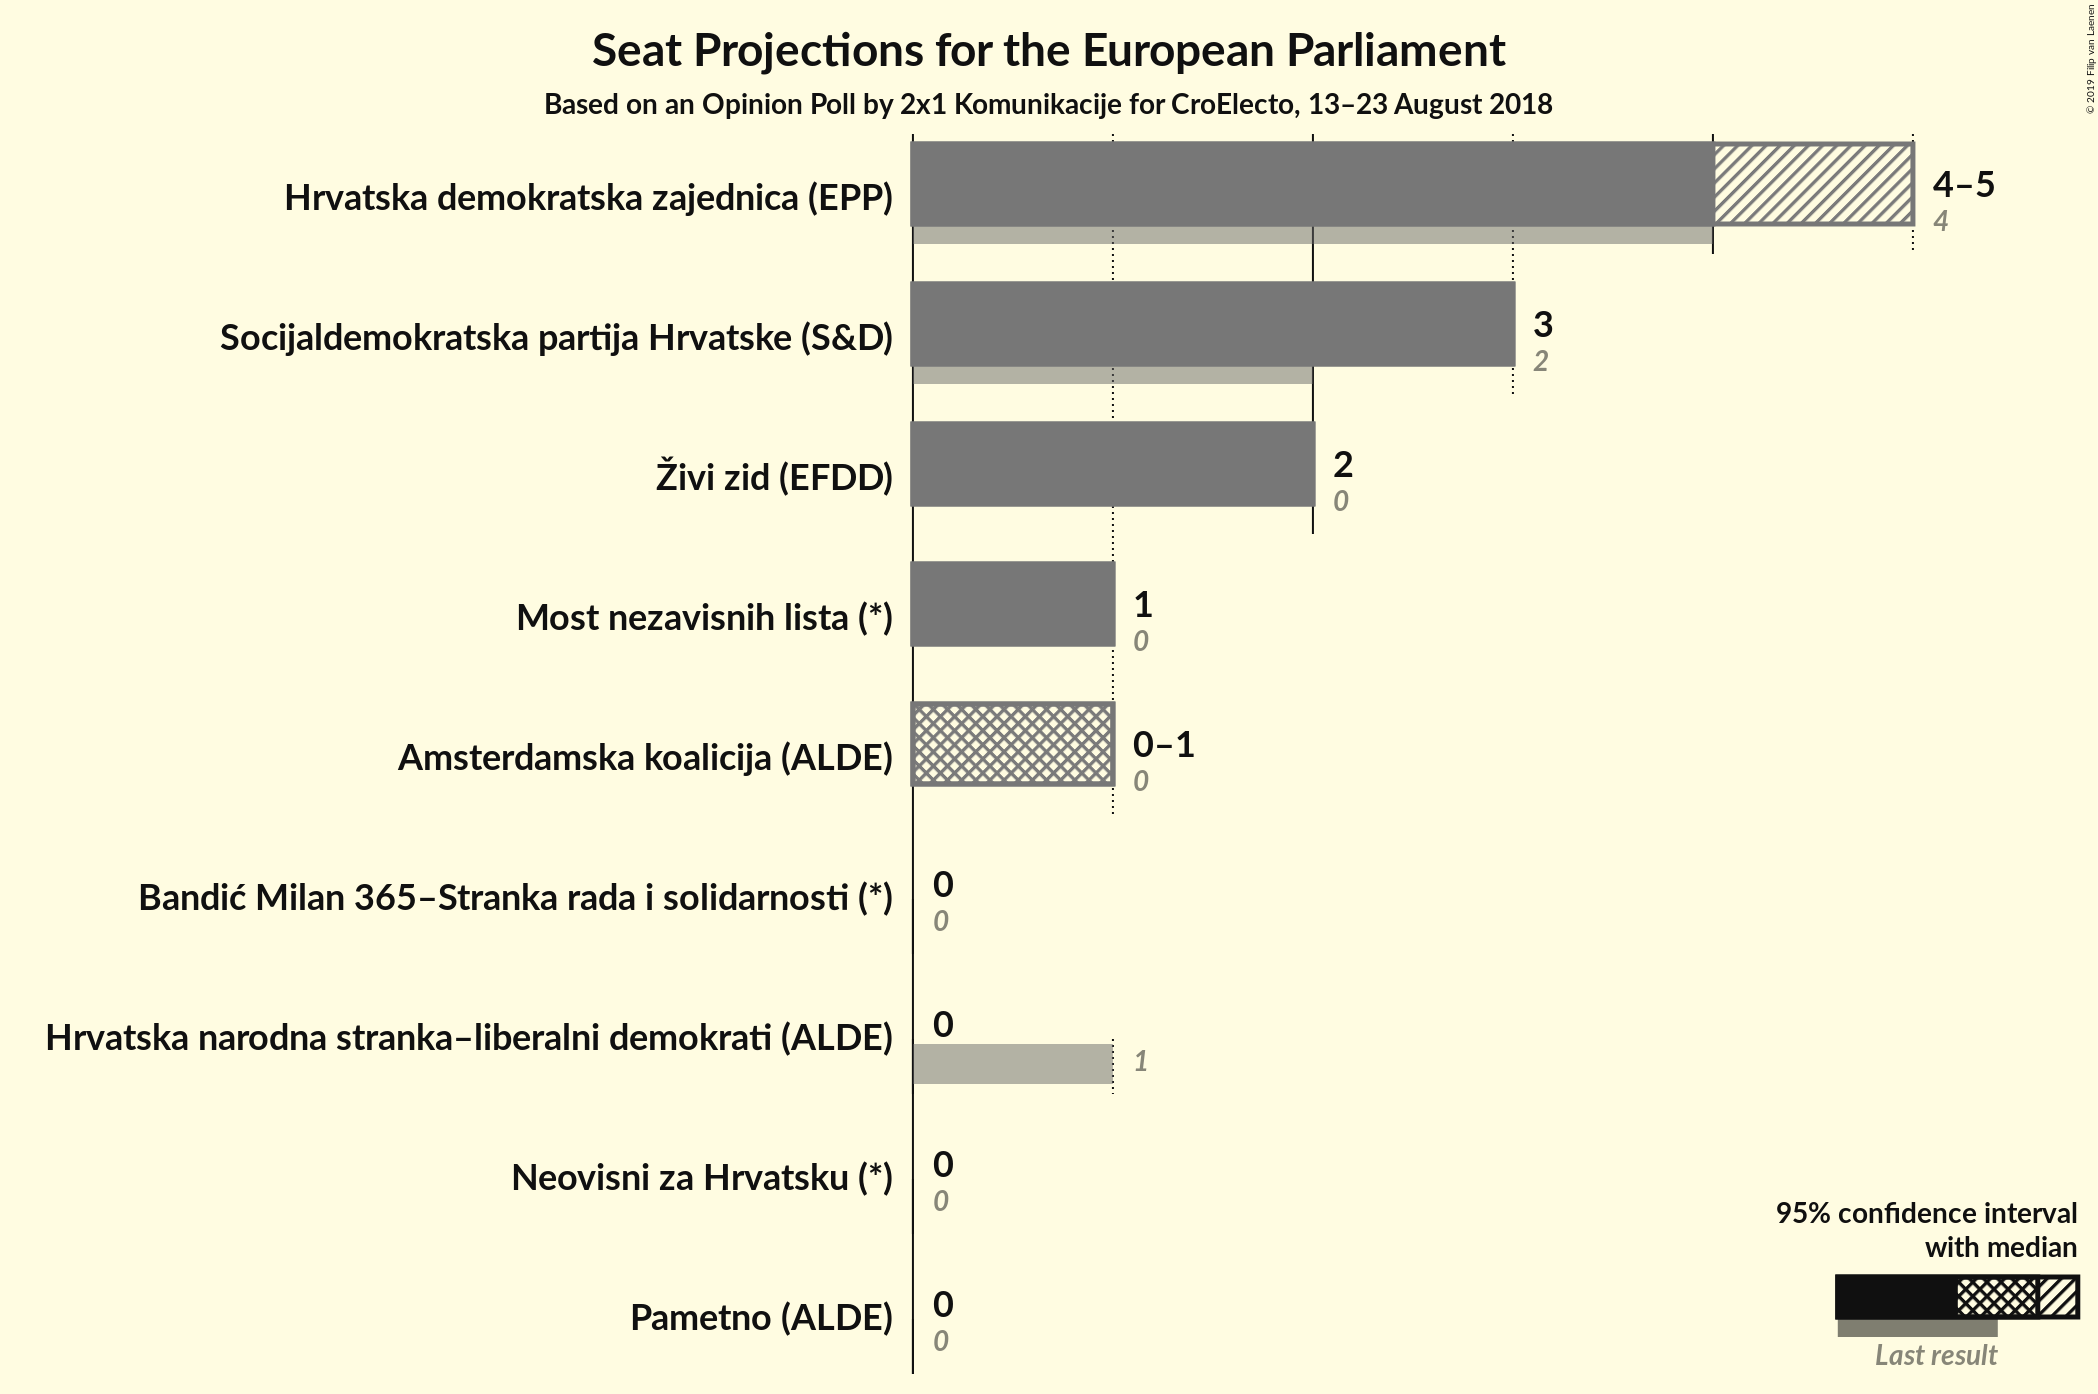 Seat Projections for the European Parliament
Based on an Opinion Poll by 2x1 Komunikacije for CroElecto, 13–23 August 2018
© 2019 Filip van Laenen
Hrvatska demokratska zajednica (EPP)
4–5
4
Socijaldemokratska partija Hrvatske (S&D)
3
2
Živi zid (EFDD)
2
0
Most nezavisnih lista (*)
1
0
Amsterdamska koalicija (ALDE)
0–1
0
Bandić Milan 365–Stranka rada i solidarnosti (*)
0
0
Hrvatska narodna stranka–liberalni demokrati (ALDE)
0
1
Neovisni za Hrvatsku (*)
0
0
Pametno (ALDE)
0
0
95% confidence interval
with median
Last result